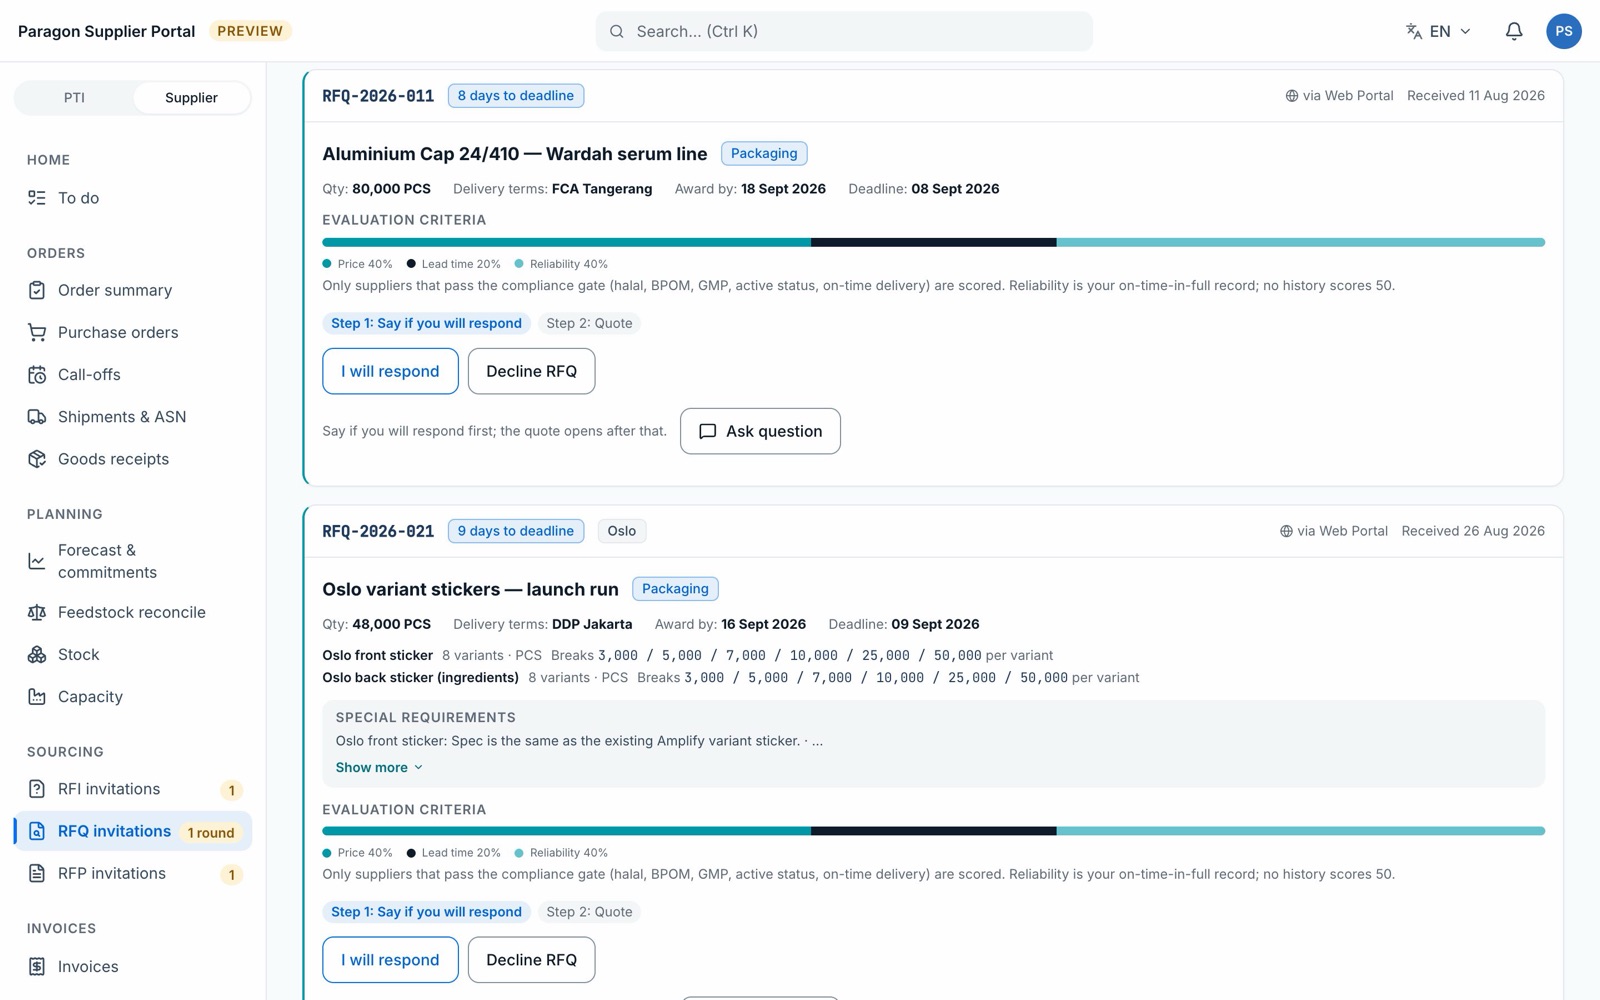 Paragon Supplier Portal PREVIEW
Search... (Ctrl K)
EN
PS
PTI Supplier
HOME
To do
ORDERS
Order summary
Purchase orders
Call-offs
Shipments & ASN
Goods receipts
PLANNING
Forecast &
commitments
Feedstock reconcile
Stock
Capacity
SOURCING
RFI invitations 1
RFQ invitations 1 round
RFP invitations 1
INVOICES
Invoices
RFQ-2026-011 8 days to deadline via Web Portal Received 11 Aug 2026
Aluminium Cap 24/410 — Wardah serum line Packaging
Qty: 80,000 PCS Delivery terms: FCA Tangerang Award by: 18 Sept 2026 Deadline: 08 Sept 2026
EVALUATION CRITERIA
Price 40% Lead time 20% Reliability 40%
Only suppliers that pass the compliance gate (halal, BPOM, GMP, active status, on-time delivery) are scored. Reliability is your on-time-in-full record; no history scores 50.
Step 1: Say if you will respond Step 2: Quote
I will respond Decline RFQ
Say if you will respond first; the quote opens after that. Ask question
RFQ-2026-021 9 days to deadline Oslo via Web Portal Received 26 Aug 2026
Oslo variant stickers — launch run Packaging
Qty: 48,000 PCS Delivery terms: DDP Jakarta Award by: 16 Sept 2026 Deadline: 09 Sept 2026
Oslo front sticker 8 variants · PCS Breaks 3,000 / 5,000 / 7,000 / 10,000 / 25,000 / 50,000 per variant
Oslo back sticker (ingredients) 8 variants · PCS Breaks 3,000 / 5,000 / 7,000 / 10,000 / 25,000 / 50,000 per variant
SPECIAL REQUIREMENTS
Oslo front sticker: Spec is the same as the existing Amplify variant sticker. · ...
Show more
EVALUATION CRITERIA
Price 40% Lead time 20% Reliability 40%
Only suppliers that pass the compliance gate (halal, BPOM, GMP, active status, on-time delivery) are scored. Reliability is your on-time-in-full record; no history scores 50.
Step 1: Say if you will respond Step 2: Quote
I will respond Decline RFQ